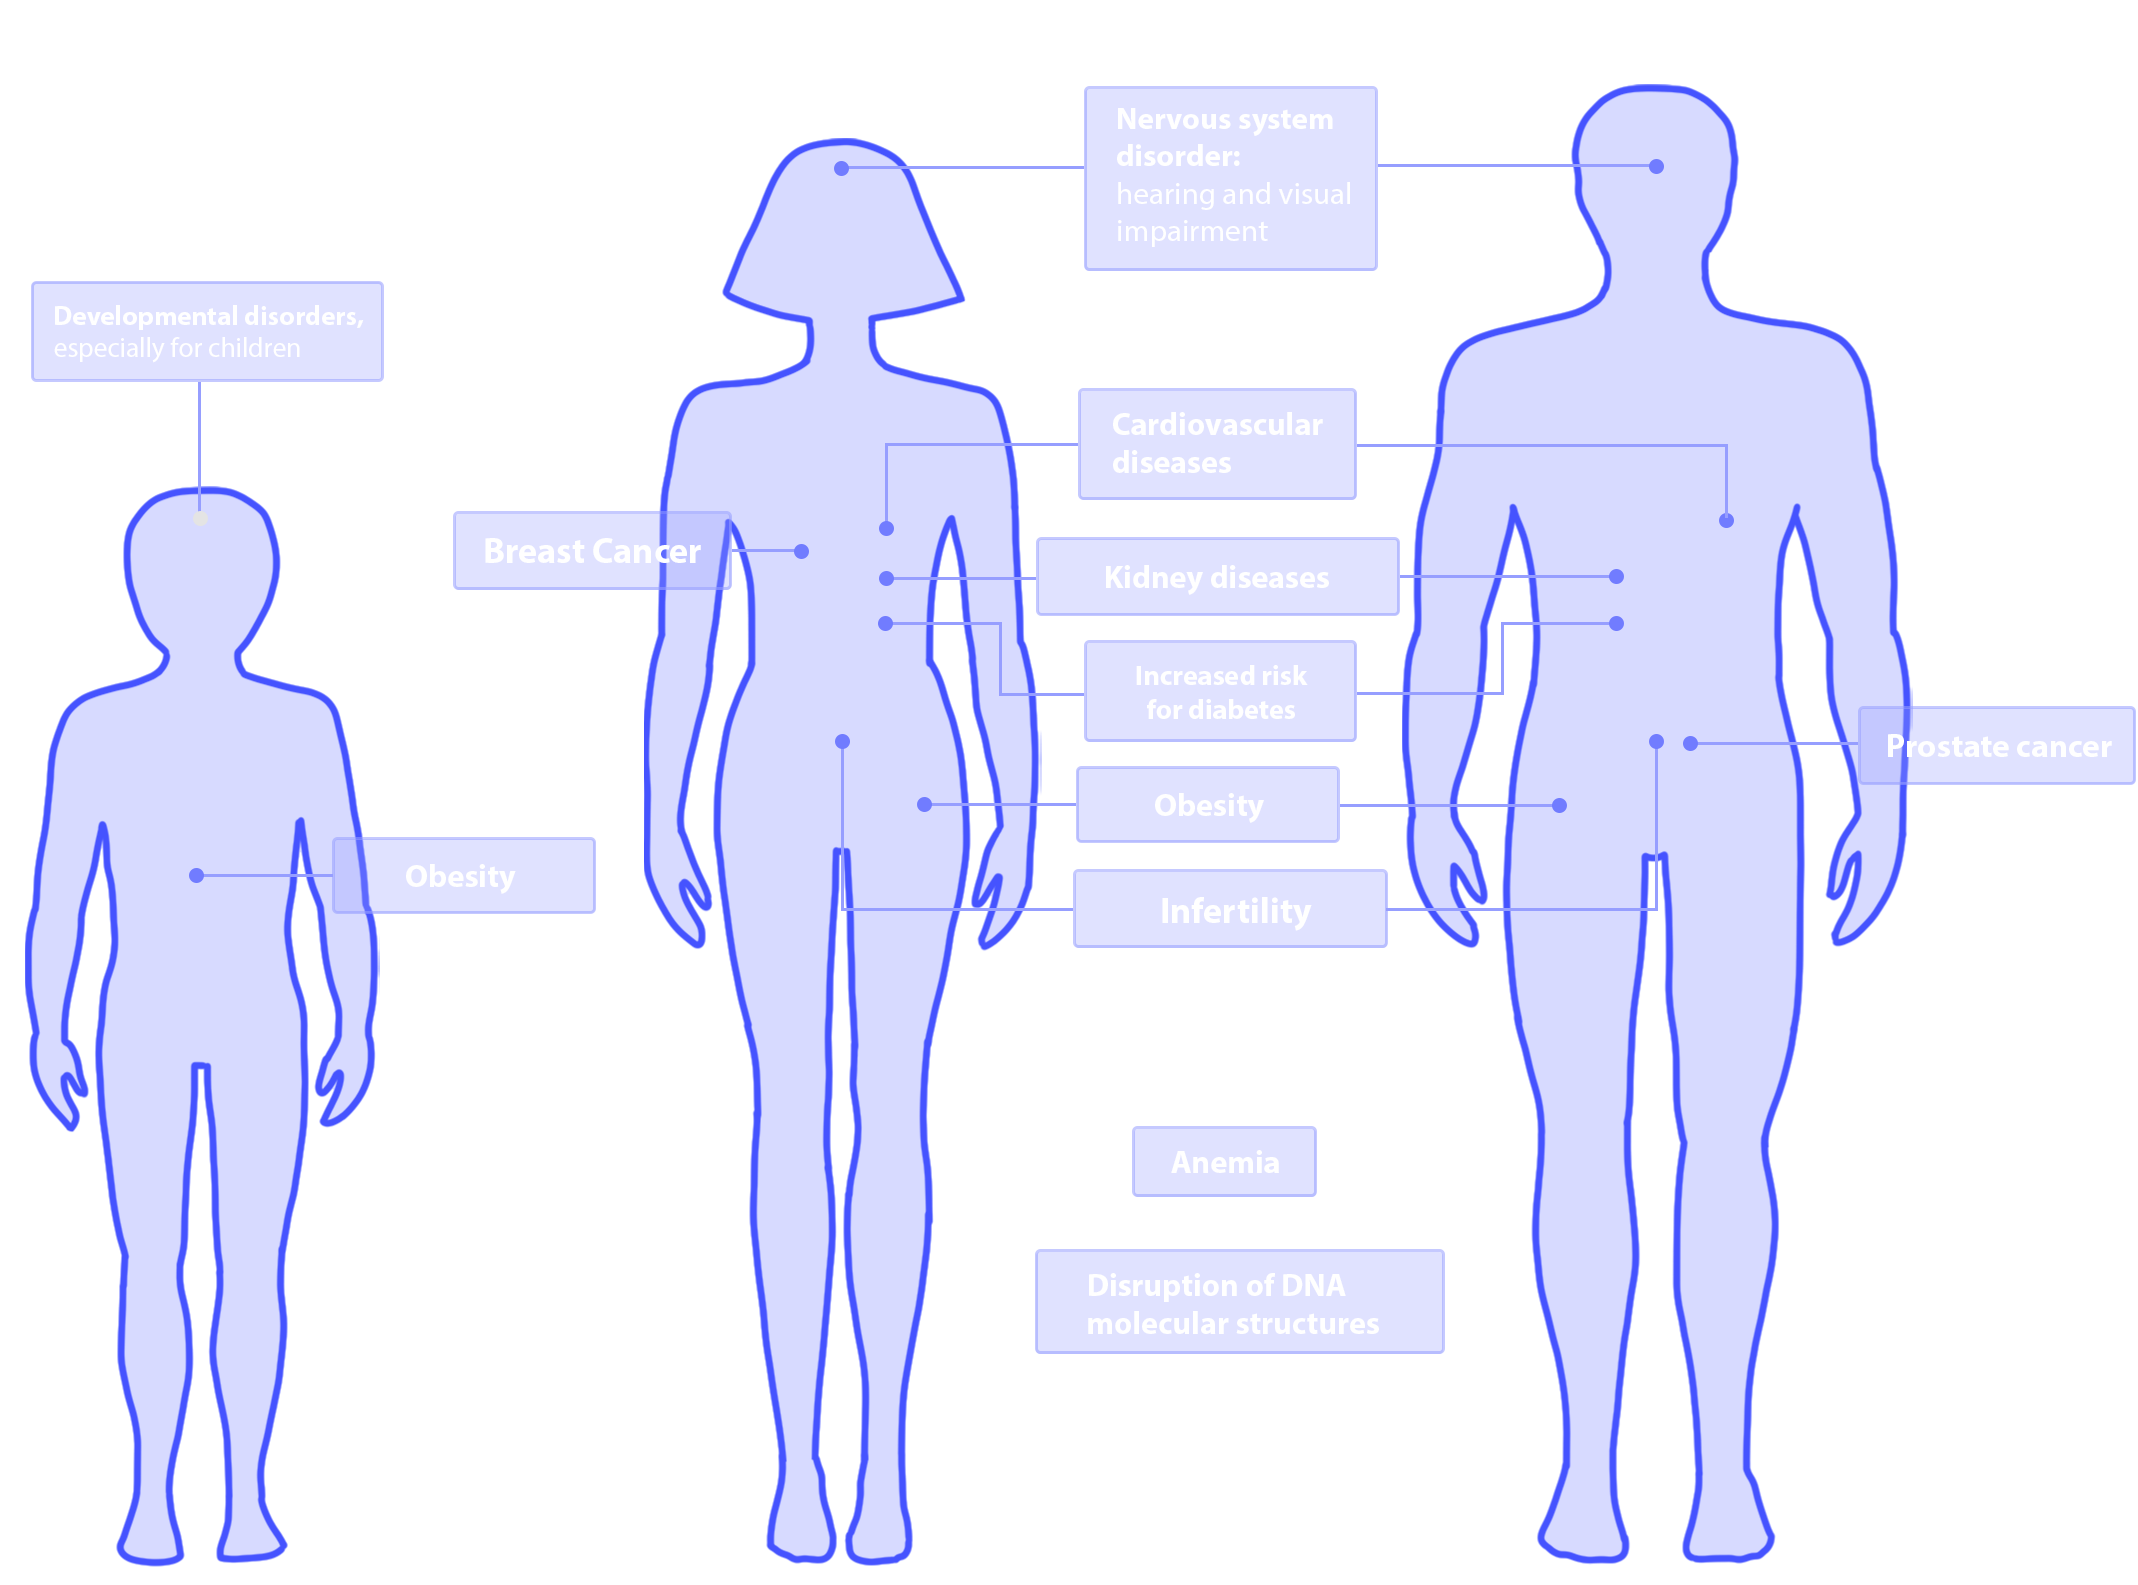 Nervous system
disorder:
hearing and visual
impairment
Developmental disorders,
especially for children
Cardiovascular
diseases
Breast Cancer
Kidney diseases
Increased risk
for diabetes
Prostate cancer
Obesity
Obesity
Infertility
Anemia
Disruption of DNA
molecular structures